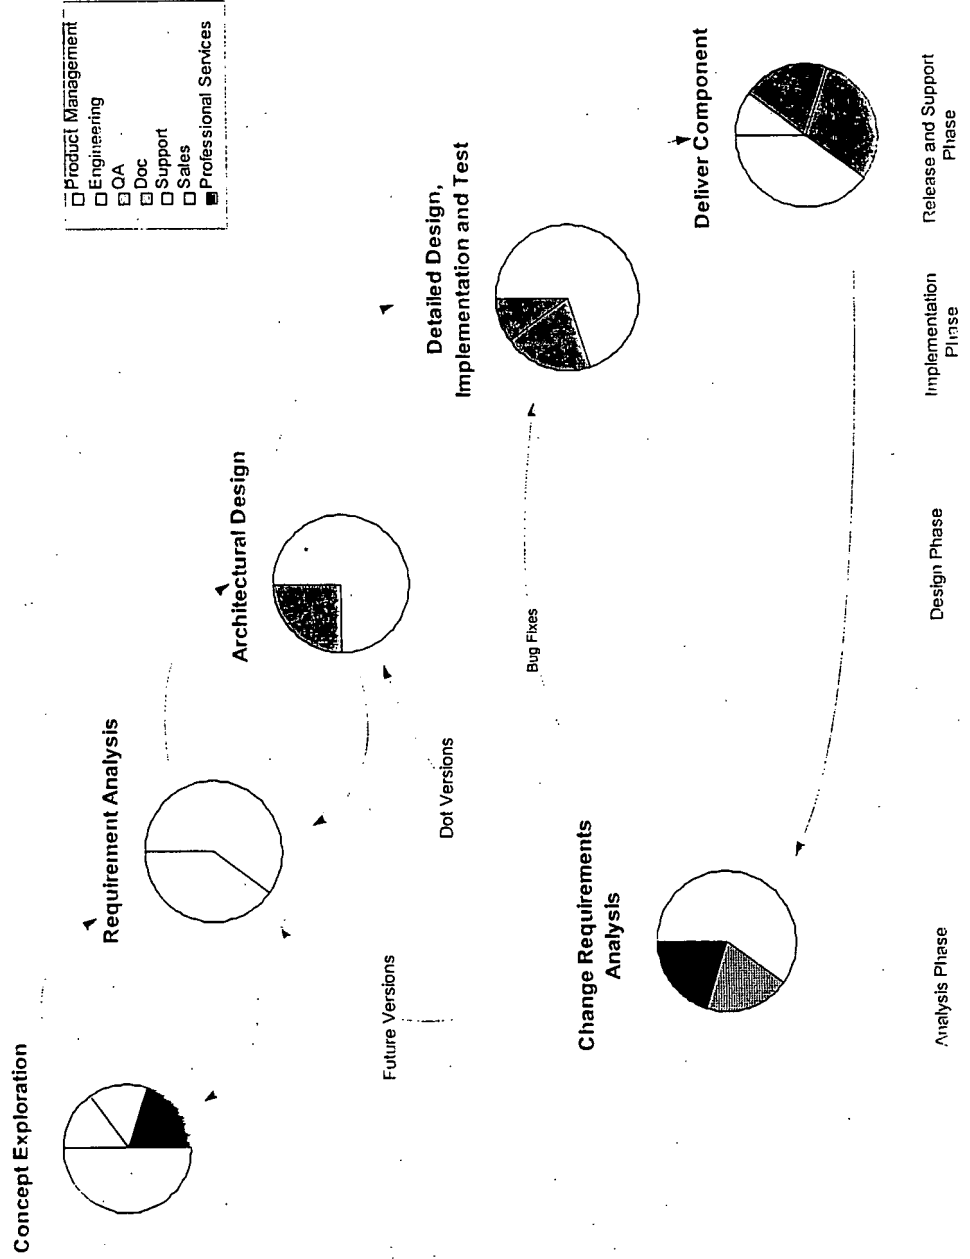 Concept Exploration
Requirement Analysis
Architectural Design
Detailed Design,
Implementation and Test
Deliver Component
Product Management
Engineering
QA
Doc
Support
Sales
Professional Services
Future Versions
Dot Versions
Bug Fixes
Change Requirements
Analysis
Analysis Phase
Design Phase
Implementation
Phase
Release and Support
Phase